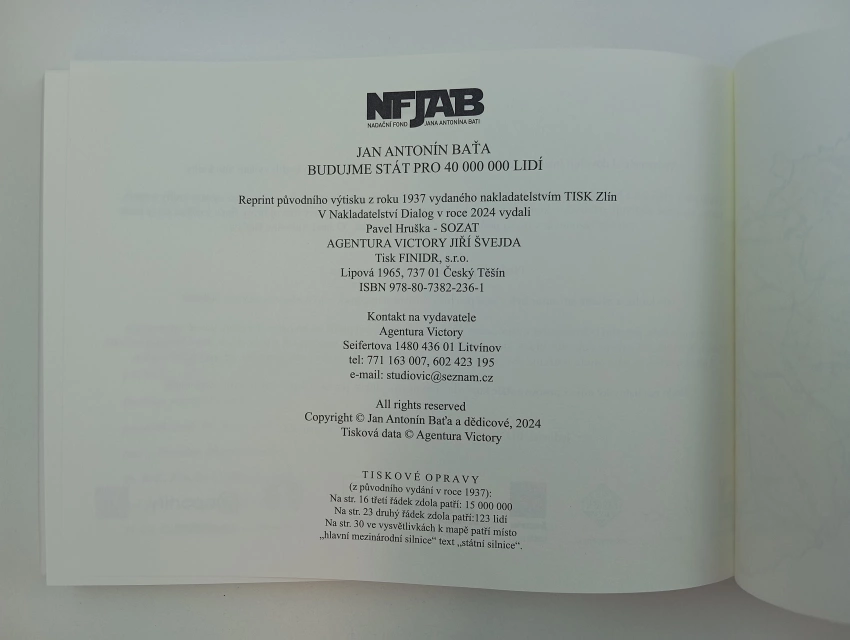 NFJAB
NADAČNÍ FOND JANA ANTONÍNA BATI
JAN ANTONÍN BAŤA
BUDUJME STÁT PRO 40 000 000 LIDÍ
Reprint původního výtisku z roku 1937 vydaného nakladatelstvím TISK Zlín
V Nakladatelství Dialog v roce 2024 vydali
Pavel Hruška - SOZAT
AGENTURA VICTORY JIŘÍ ŠVEJDA
Tisk FINIDR, s.r.o.
Lipová 1965, 737 01 Český Těšín
ISBN 978-80-7382-236-1
Kontakt na vydavatele
Agentura Victory
Seifertova 1480 436 01 Litvínov
tel: 771 163 007, 602 423 195
e-mail: studiovic@seznam.cz
All rights reserved
Copyright © Jan Antonín Baťa a dědicové, 2024
Tisková data © Agentura Victory
TISKOVÉ OPRAVY
(z původního vydání v roce 1937):
Na str. 16 třetí řádek zdola patří: 15 000 000
Na str. 23 druhý řádek zdola patří:123 lidí
Na str. 30 ve vysvětlivkách k mapě patří místo
„hlavní mezinárodní silnice" text „státní silnice".